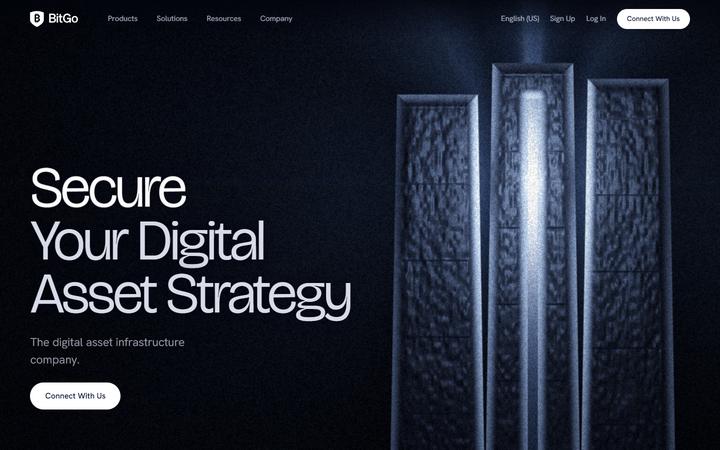 BitGo
Products
Solutions
Resources
Company
English (US)
Sign Up
Log In
Connect With Us
Secure
Your Digital
Asset Strategy
The digital asset infrastructure
company.
Connect With Us